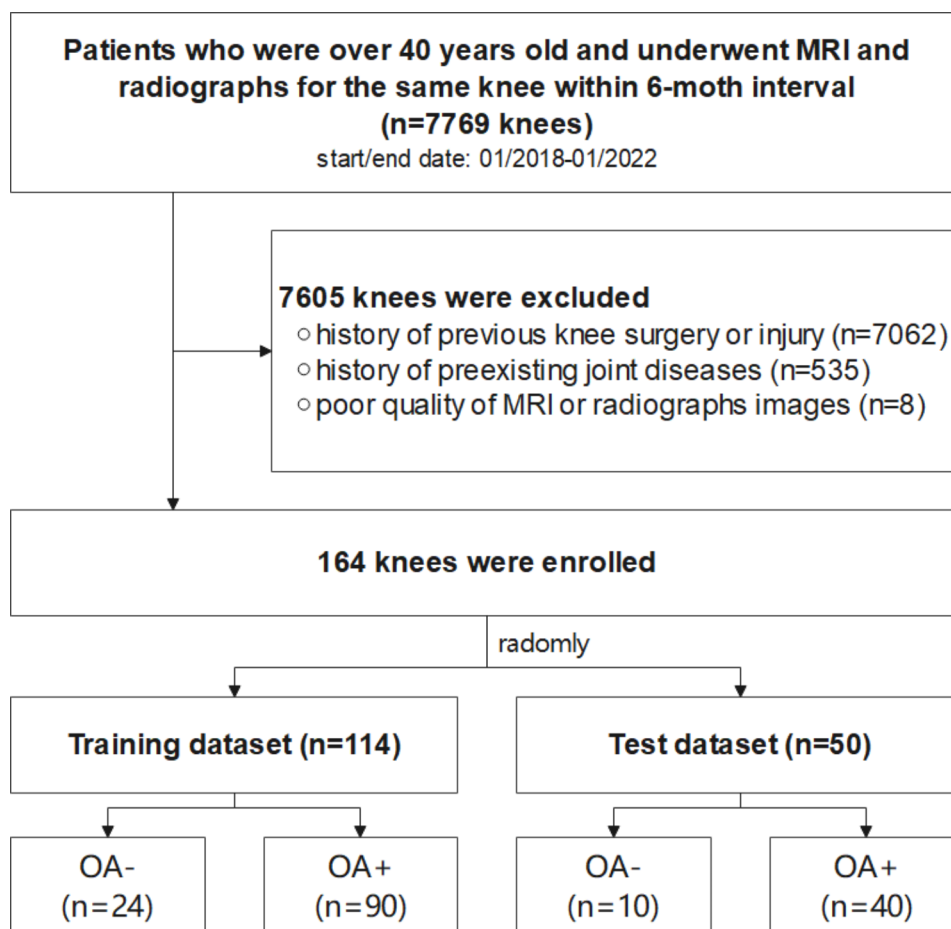 Patients who were over 40 years old and underwent MRI and
radiographs for the same knee within 6-moth interval
(n=7769 knees)
start/end date: 01/2018-01/2022
7605 knees were excluded
○ history of previous knee surgery or injury (n=7062)
○ history of preexisting joint diseases (n=535)
○ poor quality of MRI or radiographs images (n=8)
164 knees were enrolled
radomly
Training dataset (n=114)
Test dataset (n=50)
OA-
(n=24)
OA+
(n=90)
OA-
(n=10)
OA+
(n=40)